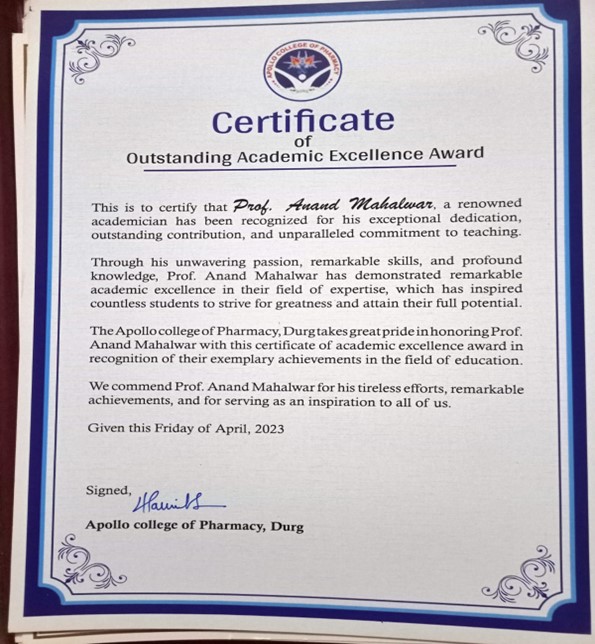 APOLLO COLLEGE OF PHARMACY
Certificate
of
Outstanding Academic Excellence Award
This is to certify that Prof. Anand Mahalwar, a renowned
academician has been recognized for his exceptional dedication,
outstanding contribution, and unparalleled commitment to teaching.
Through his unwavering passion, remarkable skills, and profound
knowledge, Prof. Anand Mahalwar has demonstrated remarkable
academic excellence in their field of expertise, which has inspired
countless students to strive for greatness and attain their full potential.
The Apollo college of Pharmacy, Durg takes great pride in honoring Prof.
Anand Mahalwar with this certificate of academic excellence award in
recognition of their exemplary achievements in the field of education.
We commend Prof. Anand Mahalwar for his tireless efforts, remarkable
achievements, and for serving as an inspiration to all of us.
Given this Friday of April, 2023
Signed,
Apollo college of Pharmacy, Durg